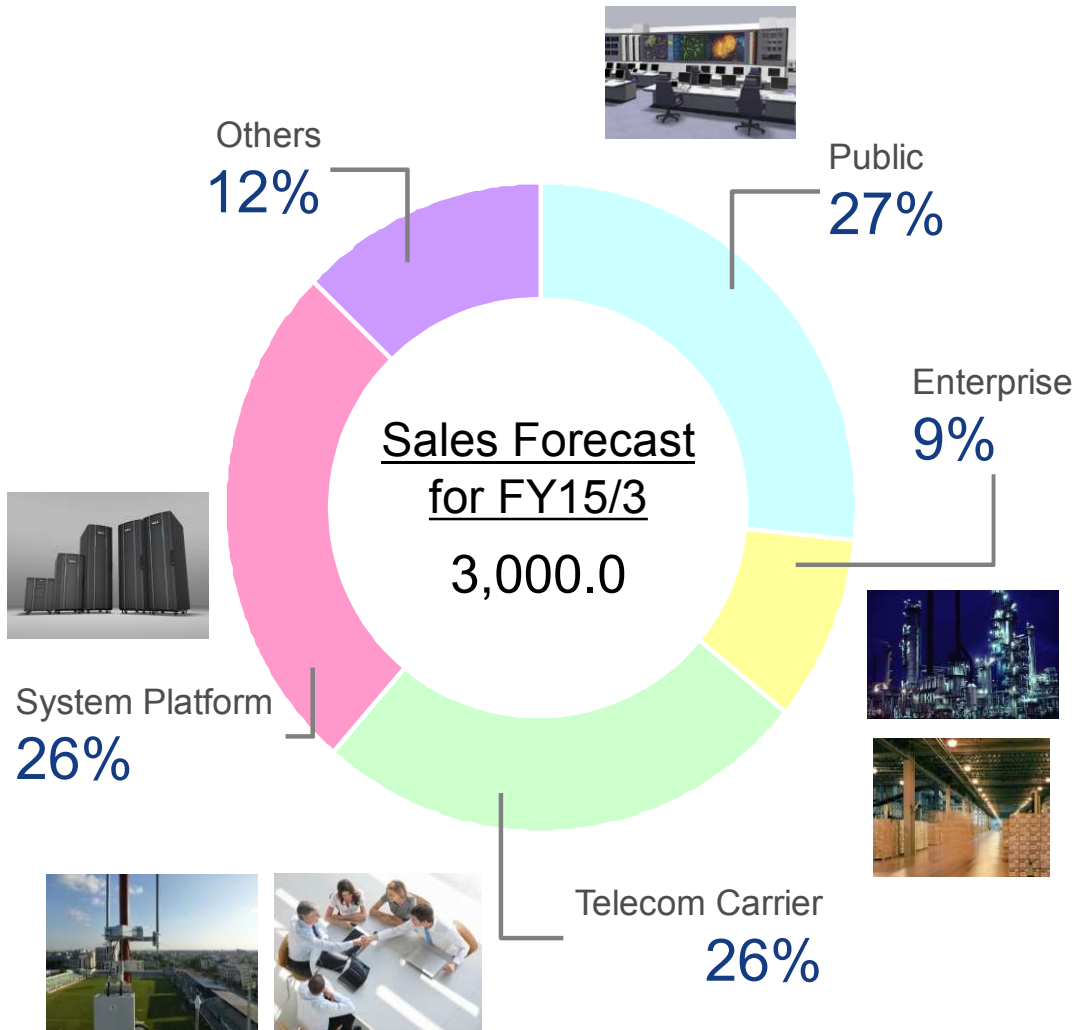 Others
12%
Public
27%
Enterprise
9%
Sales Forecast
for FY15/3
3,000.0
System Platform
26%
Telecom Carrier
26%